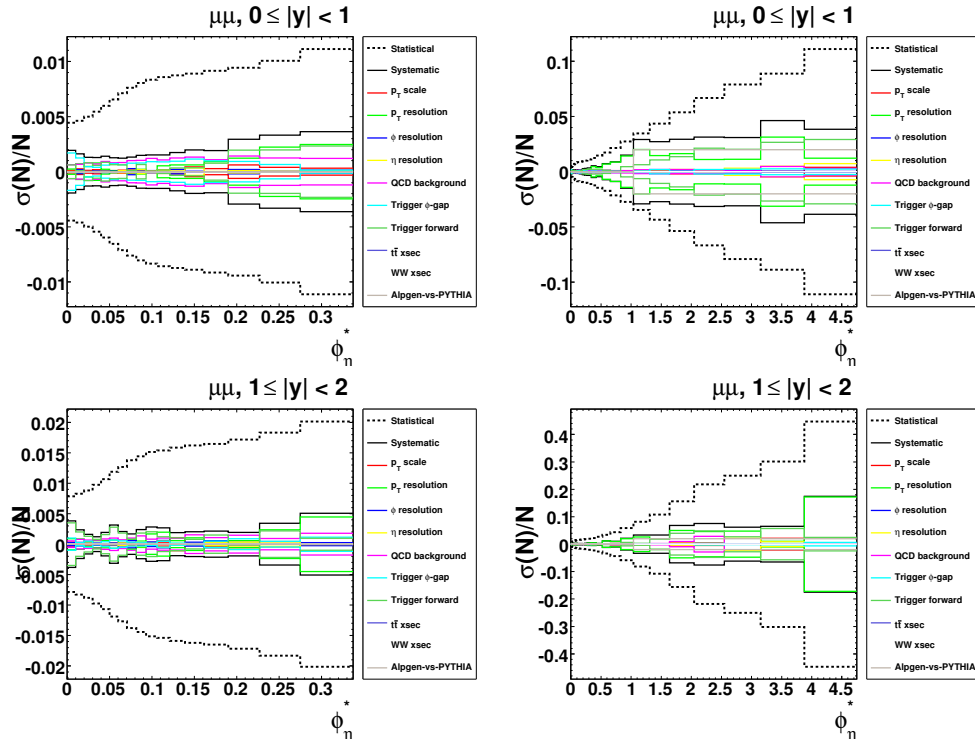 μμ, 0 ≤ |y| < 1
σ(N)/N
0.01
0.005
0
-0.005
-0.01
0 0.05 0.1 0.15 0.2 0.25 0.3
ϕ*η
Statistical
Systematic
pT scale
pT resolution
ϕ resolution
η resolution
QCD background
Trigger ϕ-gap
Trigger forward
tt̄ xsec
WW xsec
Alpgen-vs-PYTHIA
μμ, 0 ≤ |y| < 1
σ(N)/N
0.01
0.005
0
-0.005
-0.01
0 0.5 1 1.5 2 2.5 3 3.5 4 4.5
ϕ*η
Statistical
Systematic
pT scale
pT resolution
ϕ resolution
η resolution
QCD background
Trigger ϕ-gap
Trigger forward
tt̄ xsec
WW xsec
Alpgen-vs-PYTHIA
μμ, 1 ≤ |y| < 2
σ(N)/N
0.02
0.015
0.01
0.005
0
-0.005
-0.01
-0.015
-0.02
0 0.05 0.1 0.15 0.2 0.25 0.3
ϕ*η
Statistical
Systematic
pT scale
pT resolution
ϕ resolution
η resolution
QCD background
Trigger ϕ-gap
Trigger forward
tt̄ xsec
WW xsec
Alpgen-vs-PYTHIA
μμ, 1 ≤ |y| < 2
σ(N)/N
0.4
0.3
0.2
0.1
0
-0.1
-0.2
-0.3
-0.4
0 0.5 1 1.5 2 2.5 3 3.5 4 4.5
ϕ*η
Statistical
Systematic
pT scale
pT resolution
ϕ resolution
η resolution
QCD background
Trigger ϕ-gap
Trigger forward
tt̄ xsec
WW xsec
Alpgen-vs-PYTHIA